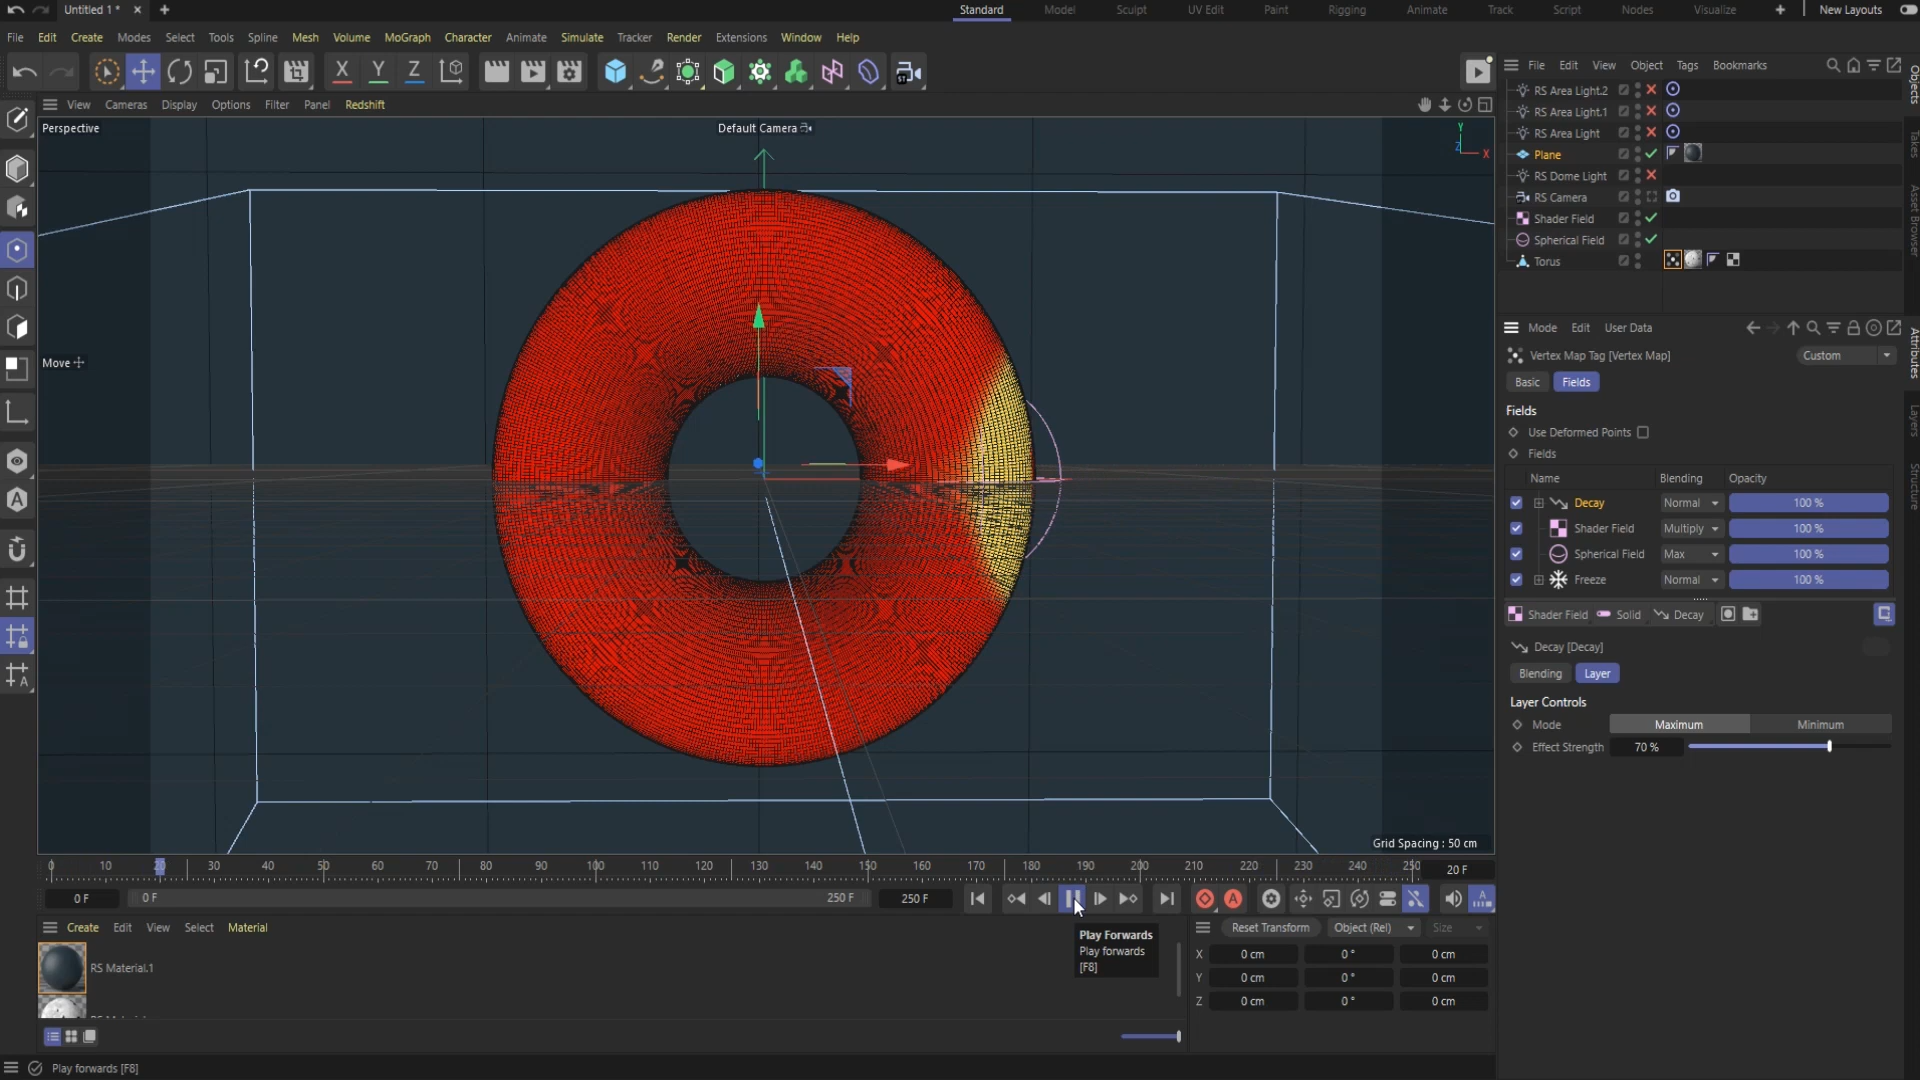 Untitled 1 *
Standard
Model
Sculpt
UV Edit
Paint
Rigging
Animate
Track
Script
Nodes
Visualize
New Layouts
File Edit Create Modes Select Tools Spline Mesh Volume MoGraph Character Animate Simulate Tracker Render Extensions Window Help
View Cameras Display Options Filter Panel Redshift
Perspective
Default Camera
Y
Z
X
Move
Grid Spacing : 50 cm
0 10 20 30 40 50 60 70 80 90 100 110 120 130 140 150 160 170 180 190 200 210 220 230 240 250
20 F
0 F
0 F
250 F
250 F
Play Forwards
Play forwards
[F8]
Create Edit View Select Material
RS Material.1
Reset Transform
Object (Rel)
Size
X 0 cm 0 ° 0 cm
Y 0 cm 0 ° 0 cm
Z 0 cm 0 ° 0 cm
Play forwards [F8]
File Edit View Object Tags Bookmarks
RS Area Light.2
RS Area Light.1
RS Area Light
Plane
RS Dome Light
RS Camera
Shader Field
Spherical Field
Torus
Objects
Takes
Asset Browser
Mode Edit User Data
Vertex Map Tag [Vertex Map]
Custom
Basic
Fields
Fields
Use Deformed Points
Fields
Name Blending Opacity
Decay Normal 100 %
Shader Field Multiply 100 %
Spherical Field Max 100 %
Freeze Normal 100 %
Shader Field Solid Decay
Decay [Decay]
Blending
Layer
Layer Controls
Mode Maximum Minimum
Effect Strength 70 %
Attributes
Layers
Structure